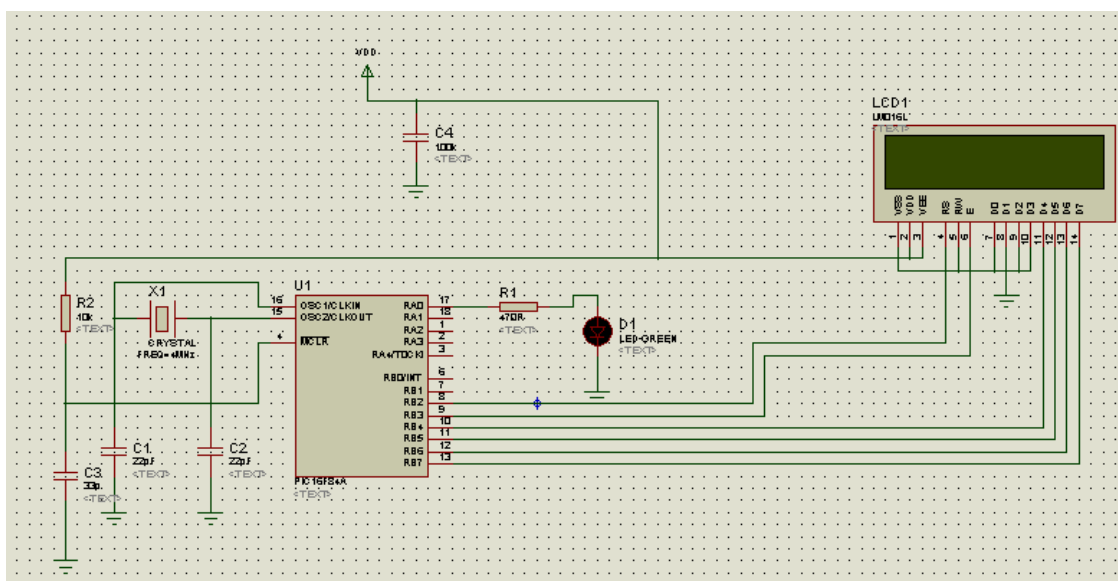 VDD
C4
100k
<TEXT>
LCD1
LM016L
<TEXT>
VSS
VDD
VEE
RS
RW
E
D0
D1
D2
D3
D4
D5
D6
D7
1
2
3
4
5
6
7
8
9
10
11
12
13
14
R2
10k
<TEXT>
X1
CRYSTAL
FREQ=4MHz
U1
16
OSC1/CLKIN
15
OSC2/CLKOUT
4
MCLR
RA0
17
RA1
18
RA2
1
RA3
2
RA4/T0CKI
3
RB0/INT
6
RB1
7
RB2
8
RB3
9
RB4
10
RB5
11
RB6
12
RB7
13
PIC16F84A
<TEXT>
R1
470R
<TEXT>
D1
LED-GREEN
<TEXT>
C1
22pF
<TEXT>
C2
22pF
<TEXT>
C3
<TEXT>